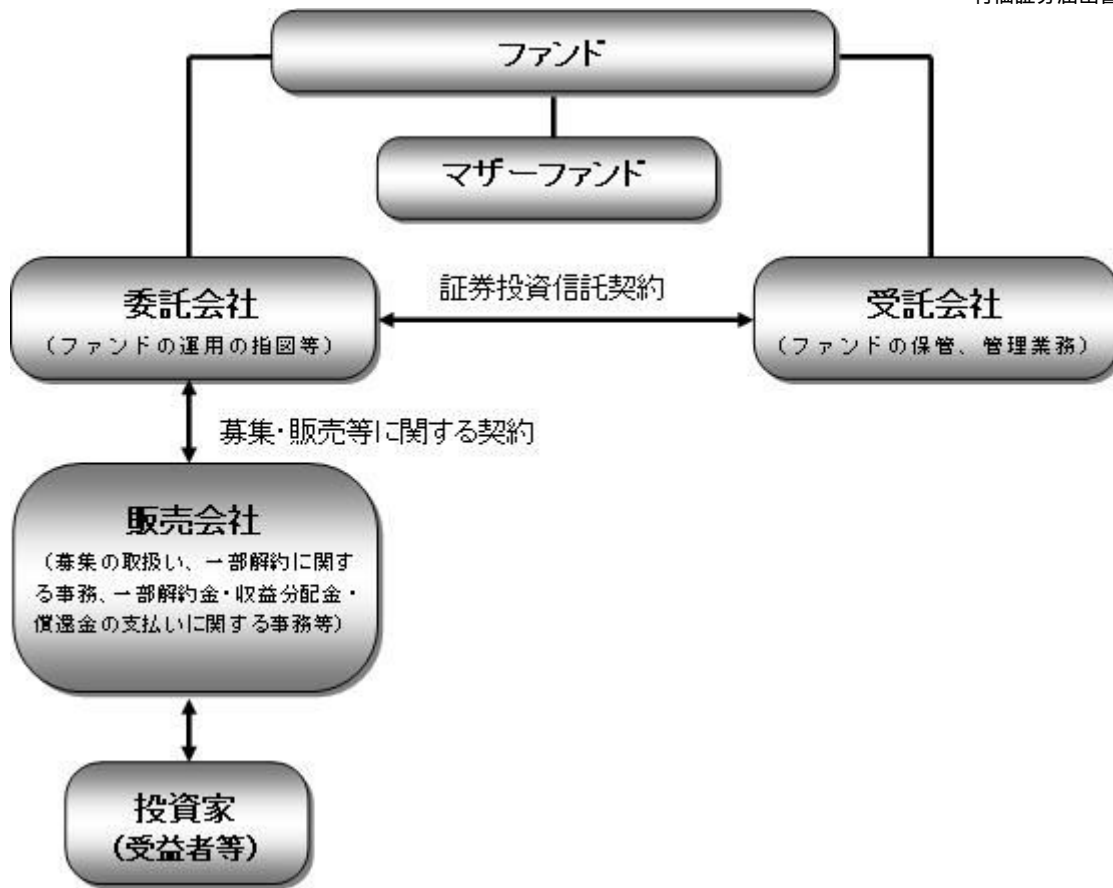 ファンド
マザーファンド
委託会社
（ファンドの運用の指図等）
証券投資信託契約
受託会社
（ファンドの保管、管理業務）
募集・販売等に関する契約
販売会社
（募集の取扱い、一部解約に関す
る事務、一部解約金・収益分配金・
償還金の支払いに関する事務等）
投資家
（受益者等）